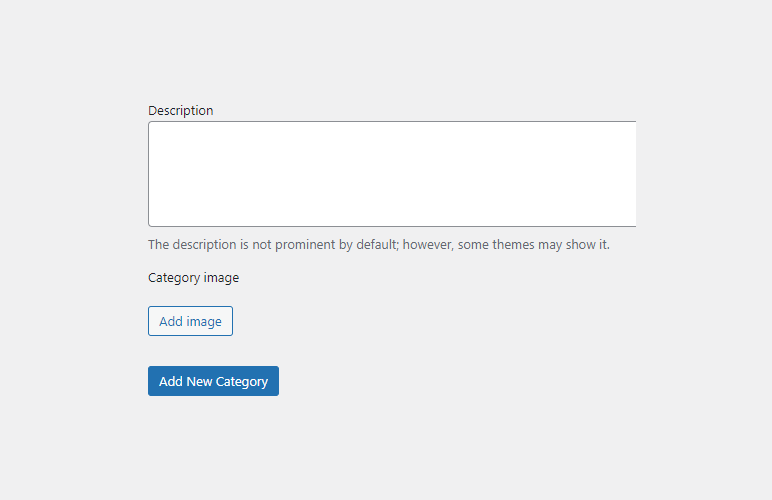 Description
The description is not prominent by default; however, some themes may show it.
Category image
Add image
Add New Category